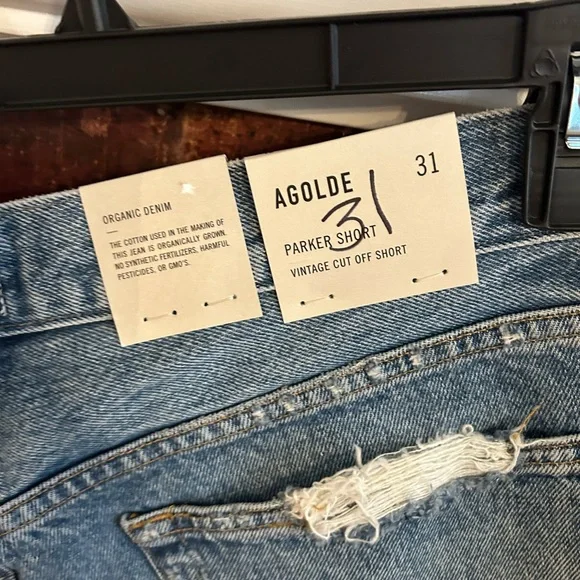 ORGANIC DENIM
THE COTTON USED IN THE MAKING OF
THIS JEAN IS ORGANICALLY GROWN.
NO SYNTHETIC FERTILIZERS, HARMFUL
PESTICIDES, OR GMO'S.
AGOLDE
31
31
PARKER SHORT
VINTAGE CUT OFF SHORT